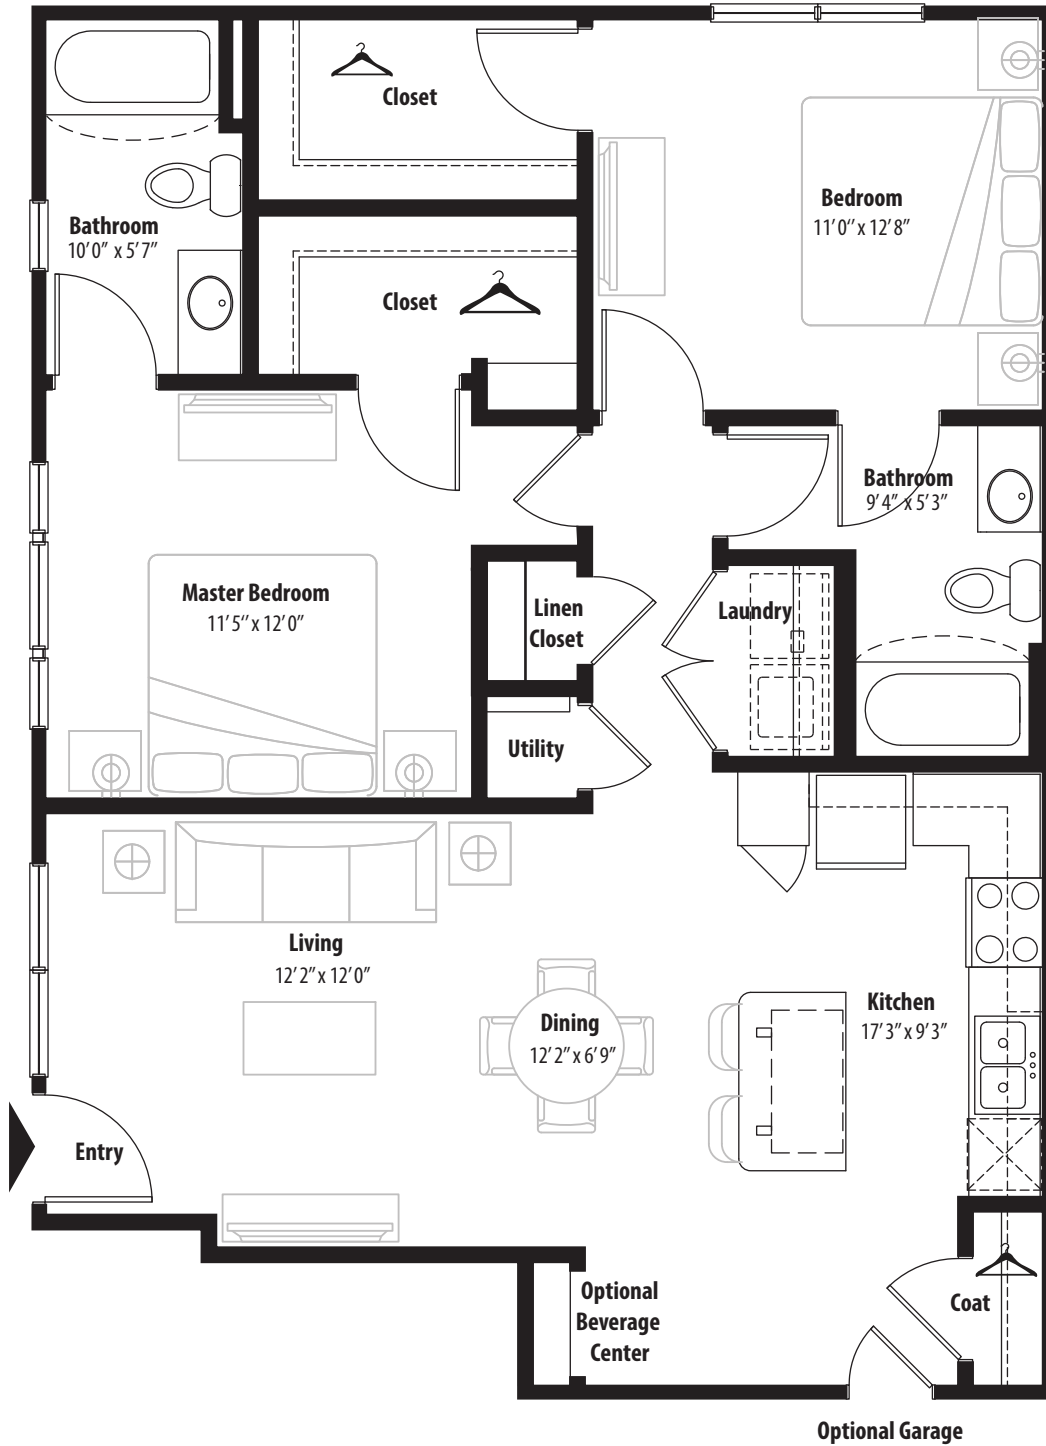 Closet
Bedroom
11'0" x 12'8"
Bathroom
10'0" x 5'7"
Closet
Bathroom
9'4" x 5'3"
Master Bedroom
11'5" x 12'0"
Linen
Closet
Laundry
Utility
Living
12'2" x 12'0"
Dining
12'2" x 6'9"
Kitchen
17'3" x 9'3"
Entry
Optional
Beverage
Center
Coat
Optional Garage